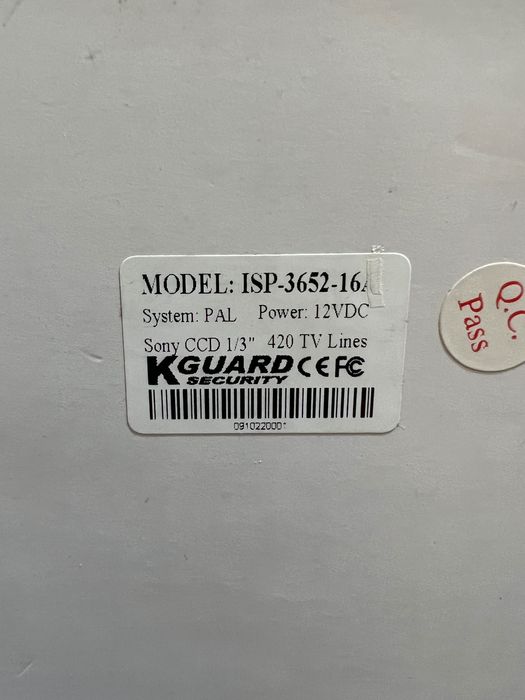 MODEL: ISP-3652-16A
System: PAL Power: 12VDC
Sony CCD 1/3" 420 TV Lines
KGUARD CE FC
SECURITY
0910220001
Q.C.
Pass